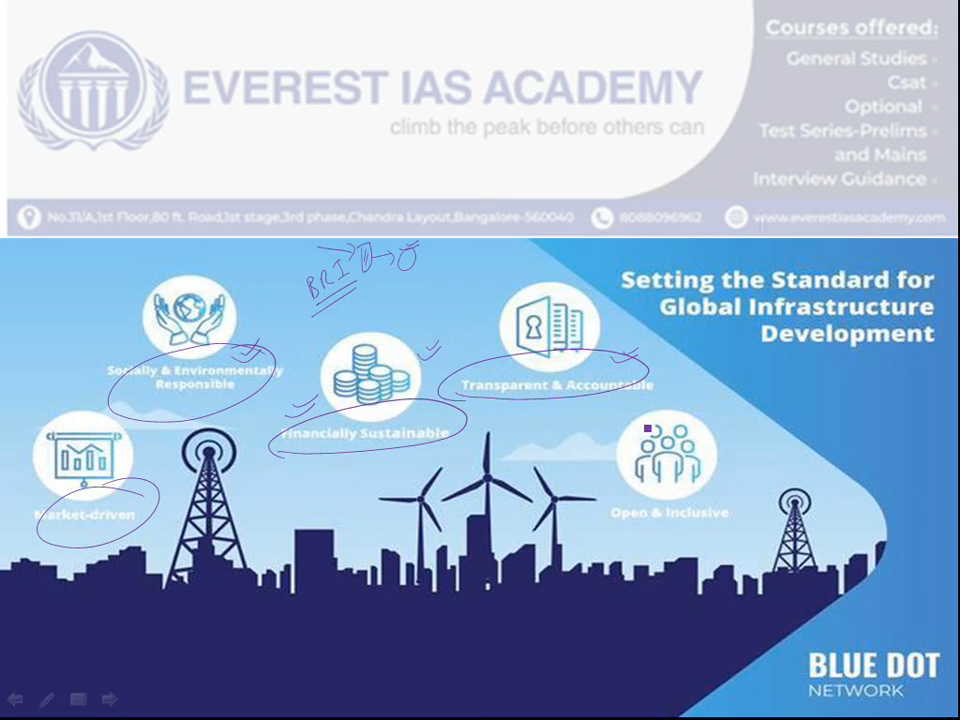 EVEREST IAS ACADEMY
climb the peak before others can
Courses offered:
General Studies
Csat
Optional
Test Series-Prelims
and Mains
Interview Guidance
No.31/A,1st Floor,80 ft. Road,1st stage,3rd phase,Chandra Layout,Bangalore-560040
8088096962
www.everestiasacademy.com
BRI
Setting the Standard for
Global Infrastructure
Development
Socially & Environmentally
Responsible
Transparent & Accountable
Financially Sustainable
Market-driven
Open & Inclusive
BLUE DOT
NETWORK